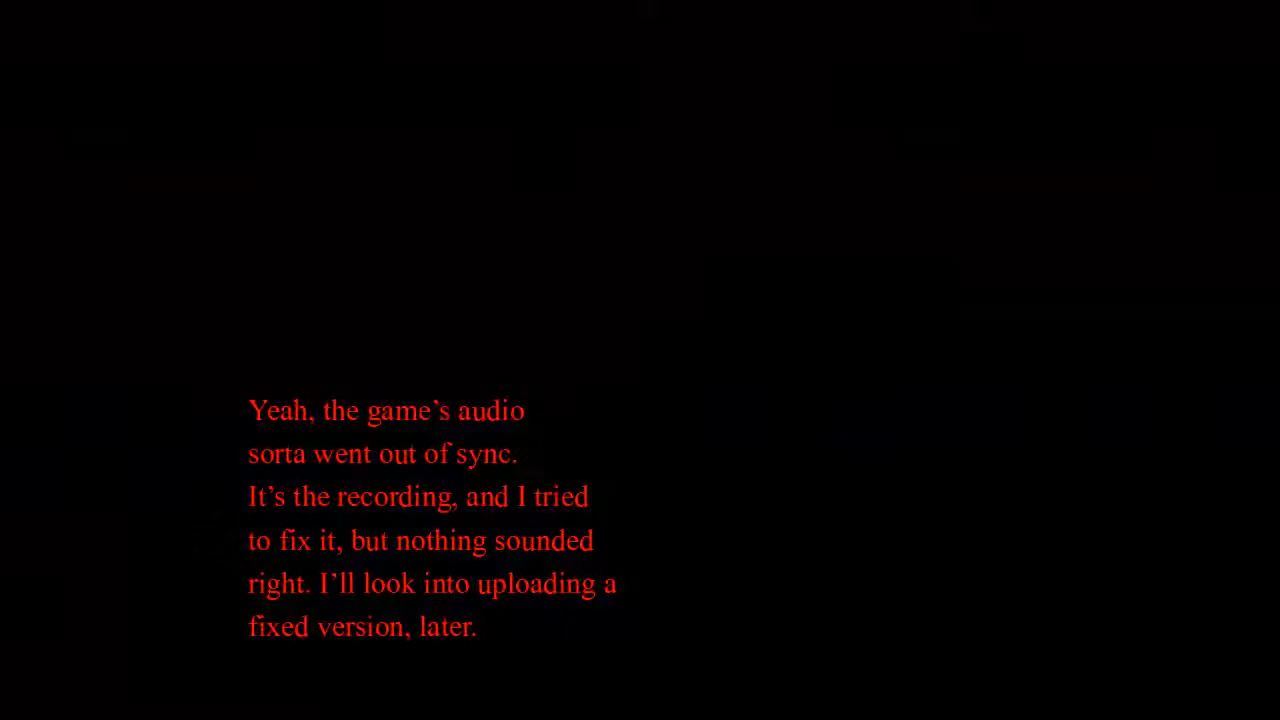 Yeah, the game’s audio
sorta went out of sync.
It’s the recording, and I tried
to fix it, but nothing sounded
right. I’ll look into uploading a
fixed version, later.